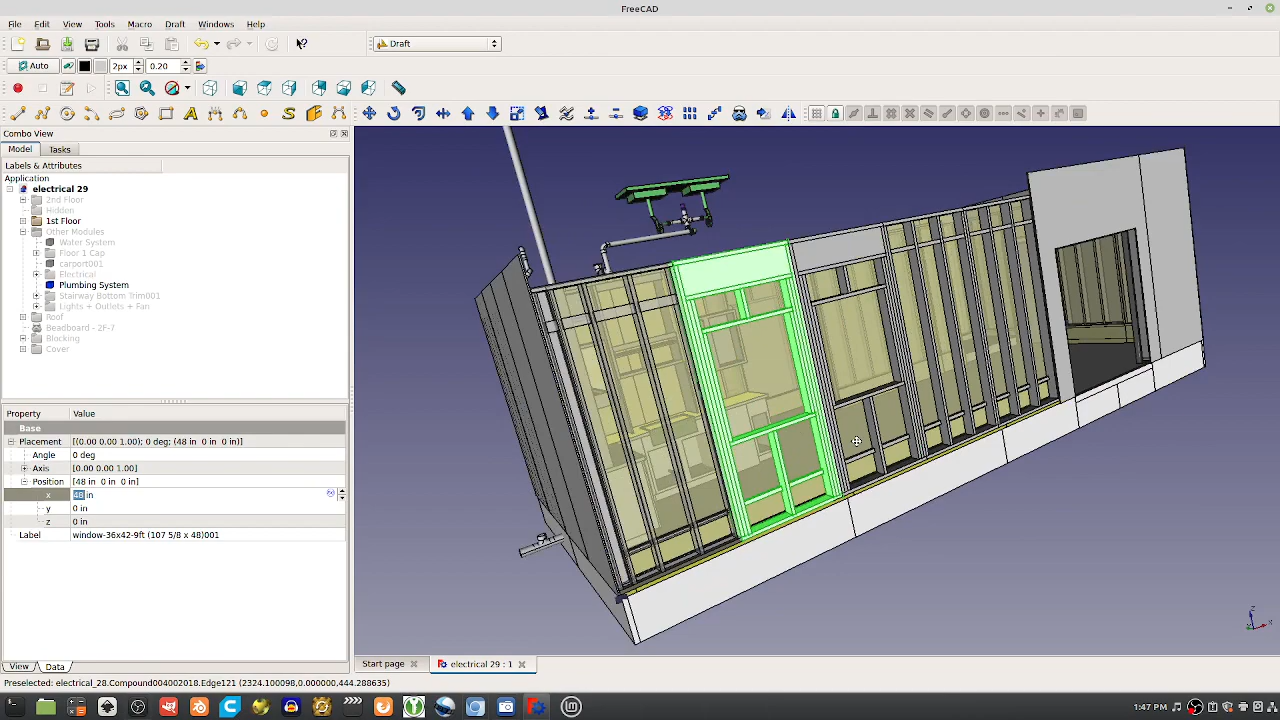 FreeCAD
File Edit View Tools Macro Draft Windows Help
Draft
Auto 2px 0.20
Combo View
Model Tasks
Labels & Attributes
Application
electrical 29
2nd Floor
Hidden
1st Floor
Other Modules
Water System
Floor 1 Cap
carport001
Electrical
Plumbing System
Stairway Bottom Trim001
Lights + Outlets + Fan
Roof
Beadboard - 2F-7
Blocking
Cover
Property Value
Base
Placement [(0.00 0.00 1.00); 0 deg; (48 in 0 in 0 in)]
Angle 0 deg
Axis [0.00 0.00 1.00]
Position [48 in 0 in 0 in]
x 48 in
y 0 in
z 0 in
Label window-36x42-9ft (107 5/8 x 48)001
View Data
Start page electrical 29 : 1
Preselected: electrical_28.Compound004002018.Edge121 (2324.100098,0.000000,444.288635)
1:47 PM